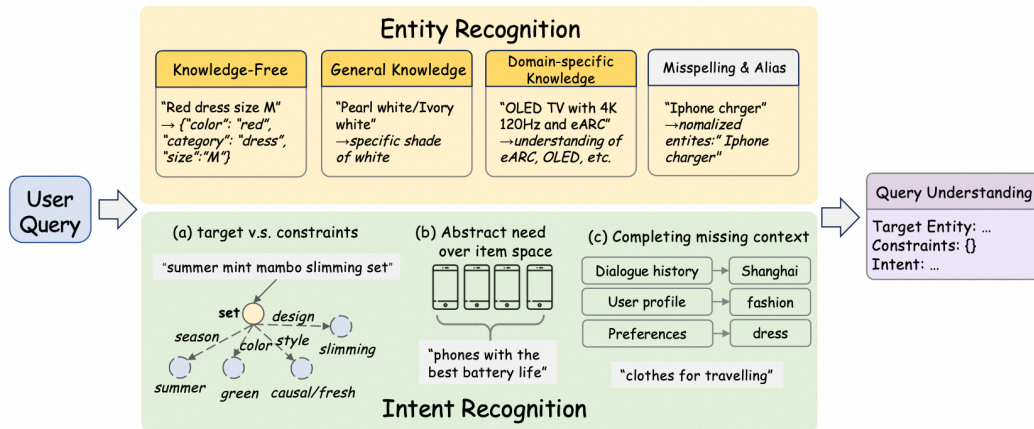 Entity Recognition
Knowledge-Free
"Red dress size M"
→ {"color": "red",
"category": "dress",
"size":"M"}
General Knowledge
"Pearl white/Ivory
white"
→specific shade
of white
Domain-specific
Knowledge
"OLED TV with 4K
120Hz and eARC"
→understanding of
eARC, OLED, etc.
Misspelling & Alias
"Iphone chrger"
→nomalized
entites:" Iphone
charger"
User
Query
(a) target v.s. constraints
"summer mint mambo slimming set"
set
design
season
color
style
slimming
summer
green
causal/fresh
(b) Abstract need
over item space
"phones with the
best battery life"
(c) Completing missing context
Dialogue history
Shanghai
User profile
fashion
Preferences
dress
"clothes for travelling"
Intent Recognition
Query Understanding
Target Entity: ...
Constraints: {}
Intent: ...